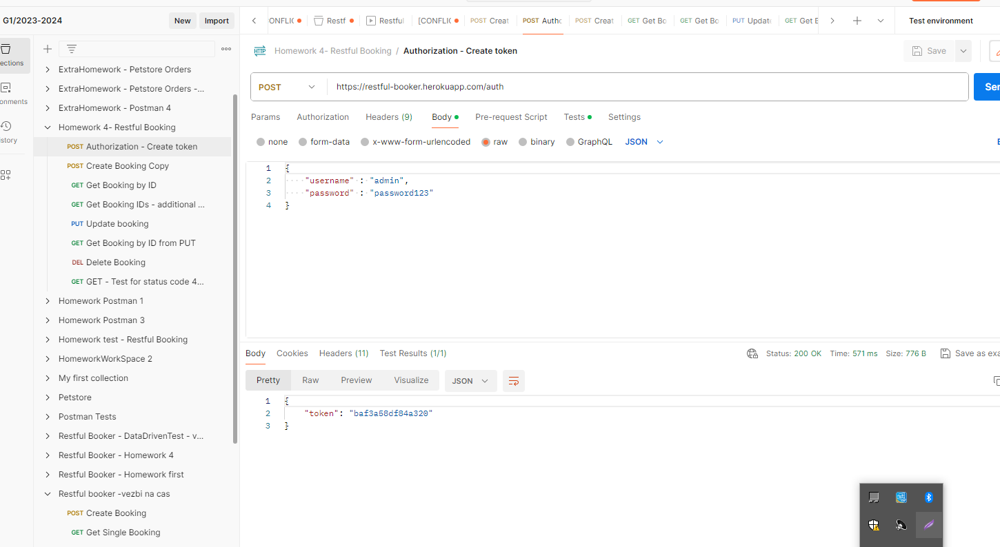 G1/2023-2024
New
Import
ections
onments
istory
ExtraHomework - Petstore Orders
ExtraHomework - Petstore Orders -...
ExtraHomework - Postman 4
Homework 4- Restful Booking
POST Authorization - Create token
POST Create Booking Copy
GET Get Booking by ID
GET Get Booking IDs - additional ...
PUT Update booking
GET Get Booking by ID from PUT
DEL Delete Booking
GET GET - Test for status code 4...
Homework Postman 1
Homework Postman 3
Homework test - Restful Booking
HomeworkWorkSpace 2
My first collection
Petstore
Postman Tests
Restful Booker - DataDrivenTest - v...
Restful Booker - Homework 4
Restful Booker - Homework first
Restful booker -vezbi na cas
POST Create Booking
GET Get Single Booking
ONFLIC Restf Restful [CONFLIC POST Creat POST Autho POST Creat GET Get Bo GET Get Bo PUT Updat GET Get E Test environment
HTTP Homework 4- Restful Booking / Authorization - Create token Save
POST https://restful-booker.herokuapp.com/auth Sen
Params Authorization Headers (9) Body Pre-request Script Tests Settings
none form-data x-www-form-urlencoded raw binary GraphQL JSON
1 {
2 "username" : "admin",
3 "password" : "password123"
4 }
Body Cookies Headers (11) Test Results (1/1) Status: 200 OK Time: 571 ms Size: 776 B Save as exa
Pretty Raw Preview Visualize JSON
1 {
2 "token": "baf3a58df84a320"
3 }